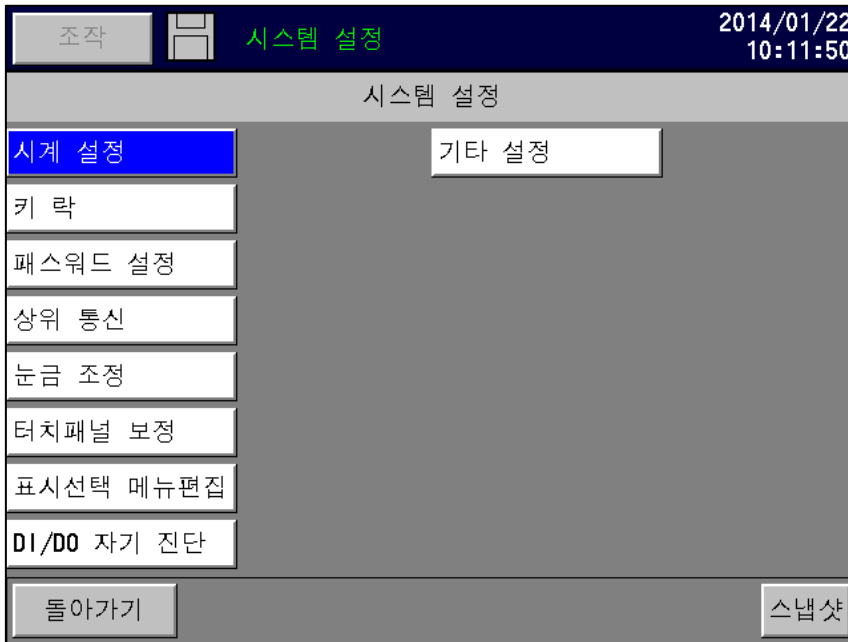 조작
시스템 설정
2014/01/22
10:11:50
시스템 설정
시계 설정
기타 설정
키 락
패스워드 설정
상위 통신
눈금 조정
터치패널 보정
표시선택 메뉴편집
DI/DO 자기 진단
돌아가기
스냅샷